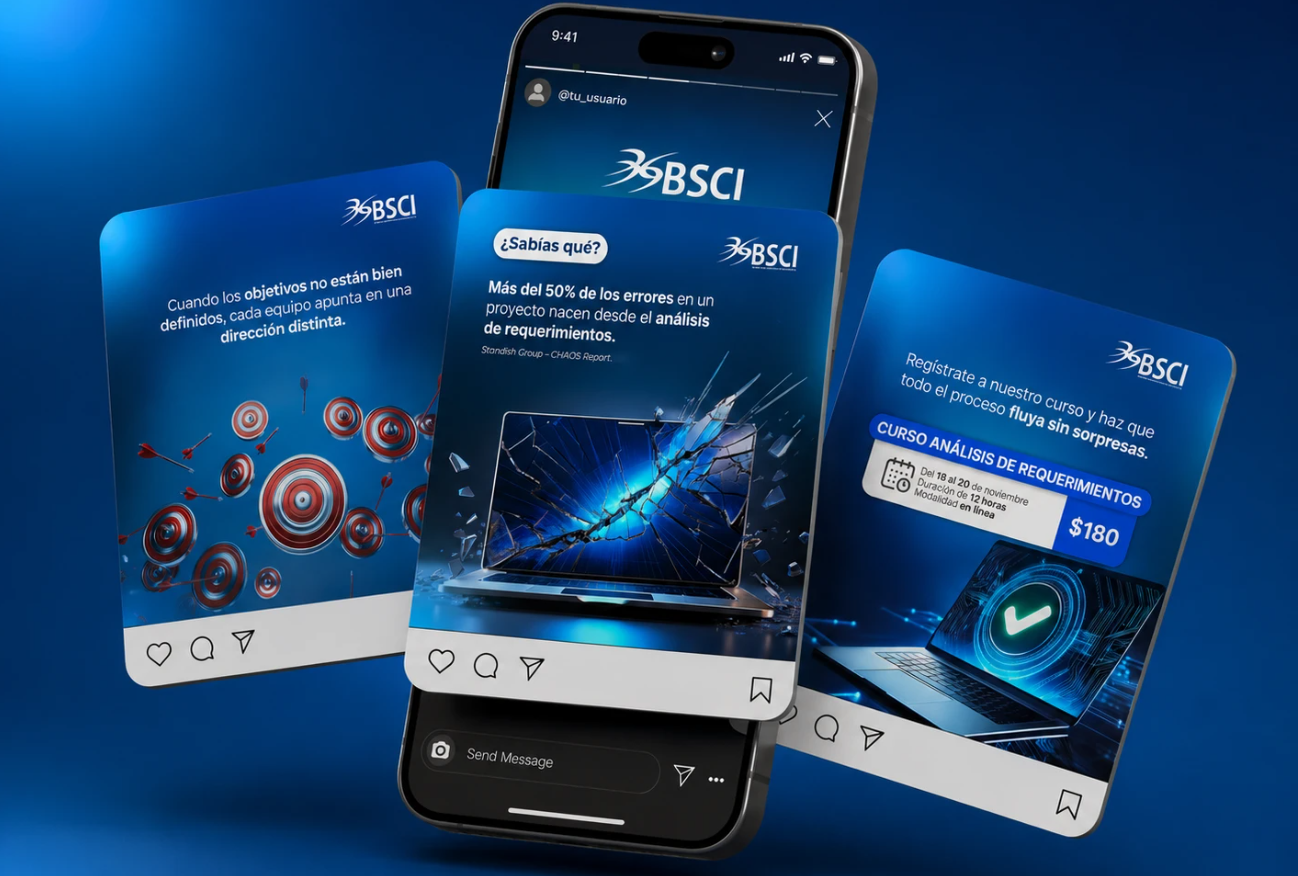 9:41
@tu_usuario
BSCI
BSCI
Cuando los objetivos no están bien
definidos, cada equipo apunta en una
dirección distinta.
¿Sabías qué?
BSCI
Más del 50% de los errores en un
proyecto nacen desde el análisis
de requerimientos.
Standish Group – CHAOS Report.
BSCI
Regístrate a nuestro curso y haz que
todo el proceso fluya sin sorpresas.
CURSO ANÁLISIS DE REQUERIMIENTOS
Del 18 al 20 de noviembre
Duración de 12 horas
Modalidad en línea
$180
Send Message